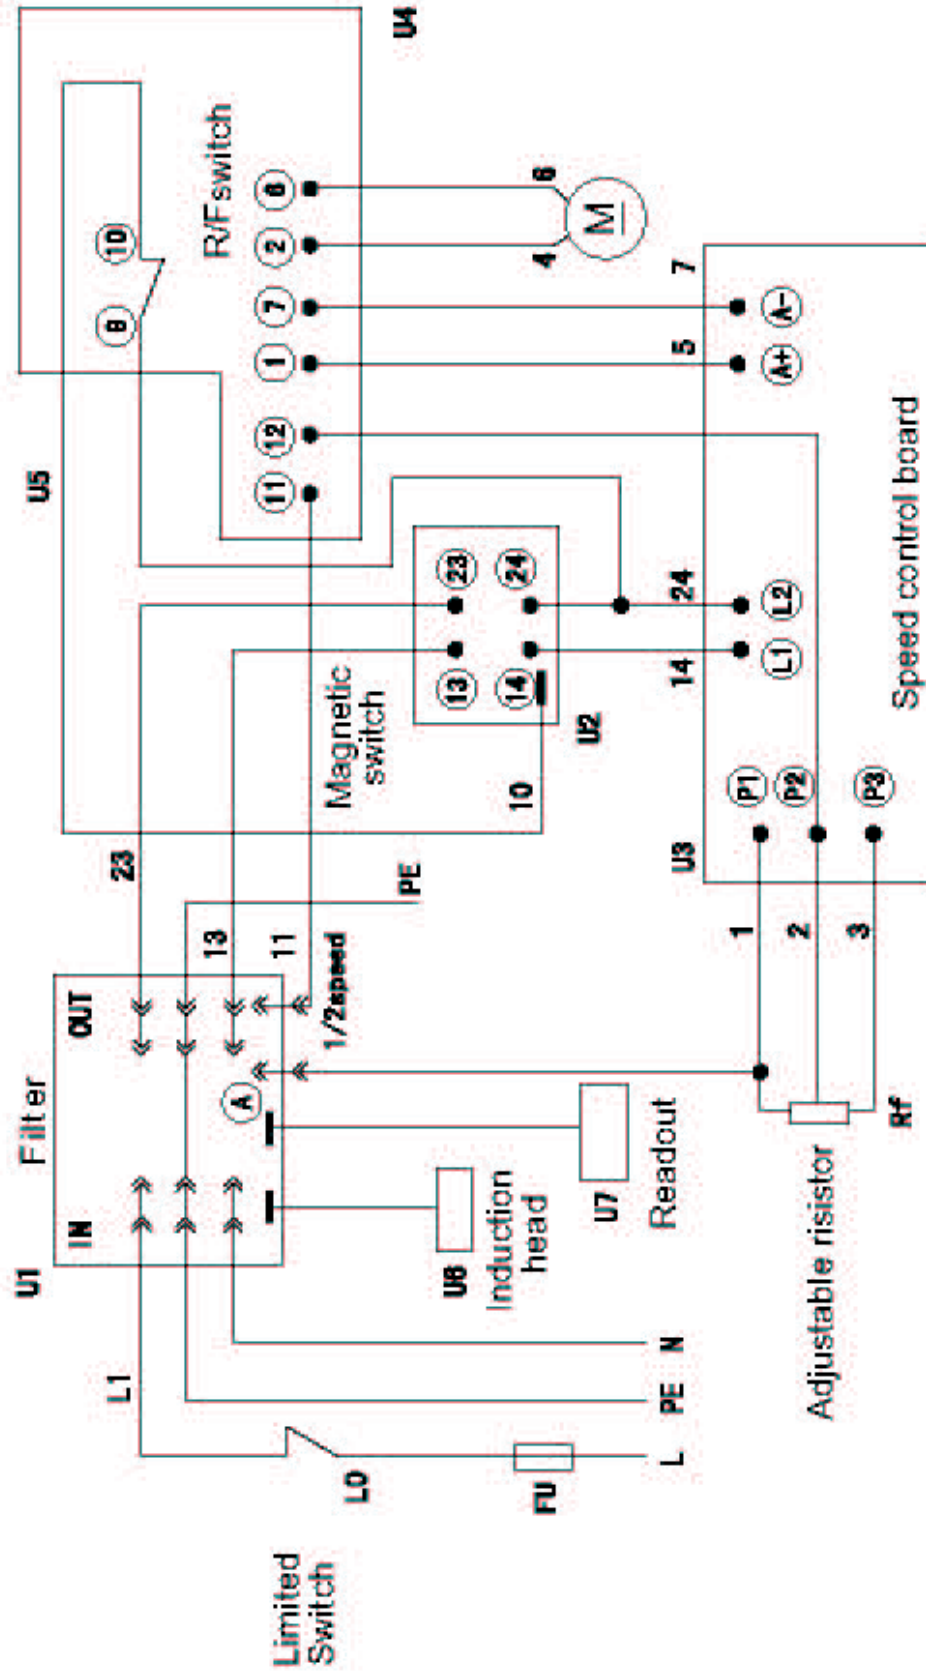 U4
U5
R/Fswitch
10
8
11
12
1
7
2
6
Magnetic
switch
13
23
14
24
U2
10
4
6
M
U1
Filter
IN
OUT
A
L1
23
13
11
PE
1/2speed
U6
Induction
head
U7
Readout
Limited
Switch
L0
FU
L
PE
N
U3
14
24
5
7
L1
L2
A+
A-
P1
P2
P3
1
2
3
Rf
Adjustable risistor
Speed control board